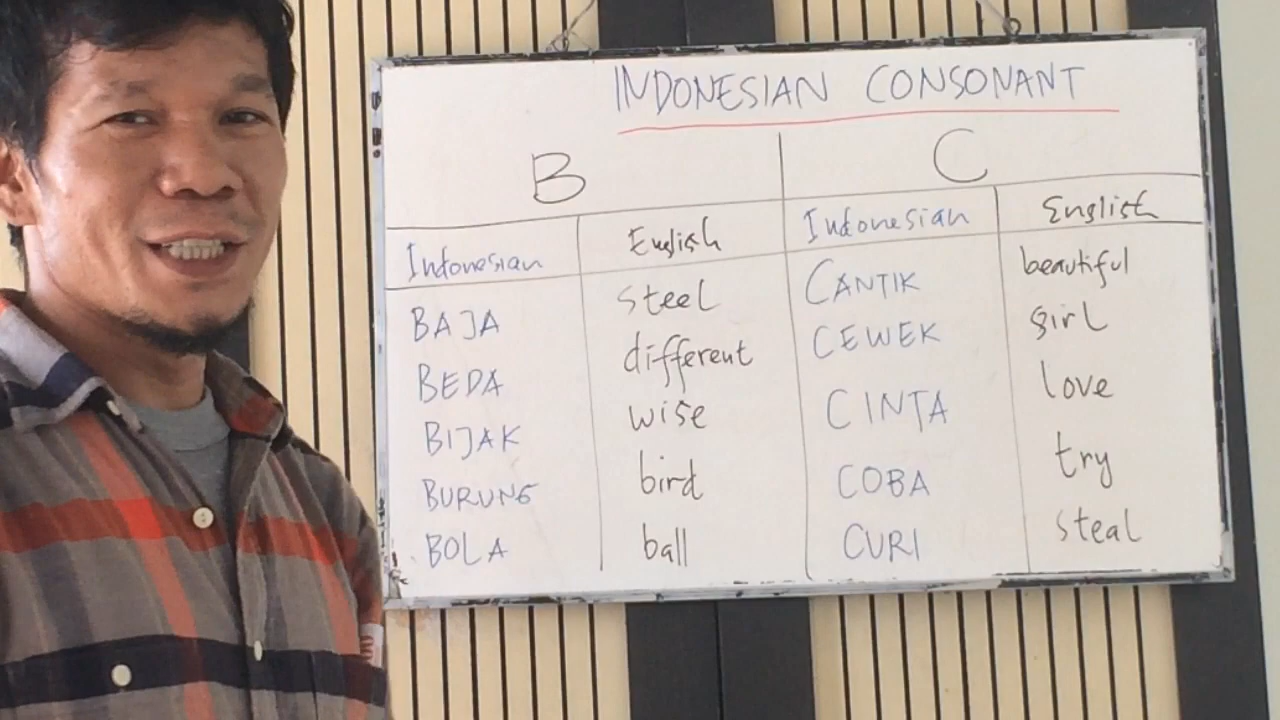 INDONESIAN CONSONANT
B C
Indonesian English Indonesian English
BAJA steel CANTIK beautiful
BEDA different CEWEK girl
BIJAK wise CINTA love
BURUNG bird COBA try
BOLA ball CURI steal